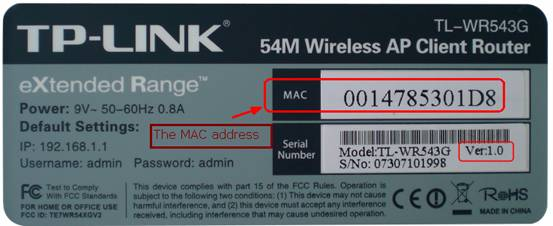 TP-LINK
TL-WR543G
54M Wireless AP Client Router
eXtended Range™
Power: 9V~ 50-60Hz 0.8A
Default Settings:
IP: 192.168.1.1
Username: admin Password: admin
MAC 0014785301D8
The MAC address
Serial Number
Model:TL-WR543G Ver:1.0
S/No: 07307101998
FC Tested to Comply With FCC Standards
FOR HOME OR OFFICE USE
FCC ID: TE7WR54XGV2
This device complies with part 15 of the FCC Rules. Operation is
subject to the following two conditions: (1) This device may not cause
harmful interference, and (2) this device must accept any interference
received, including interference that may cause undesired operation.
FCC CE RoHS
MADE IN CHINA